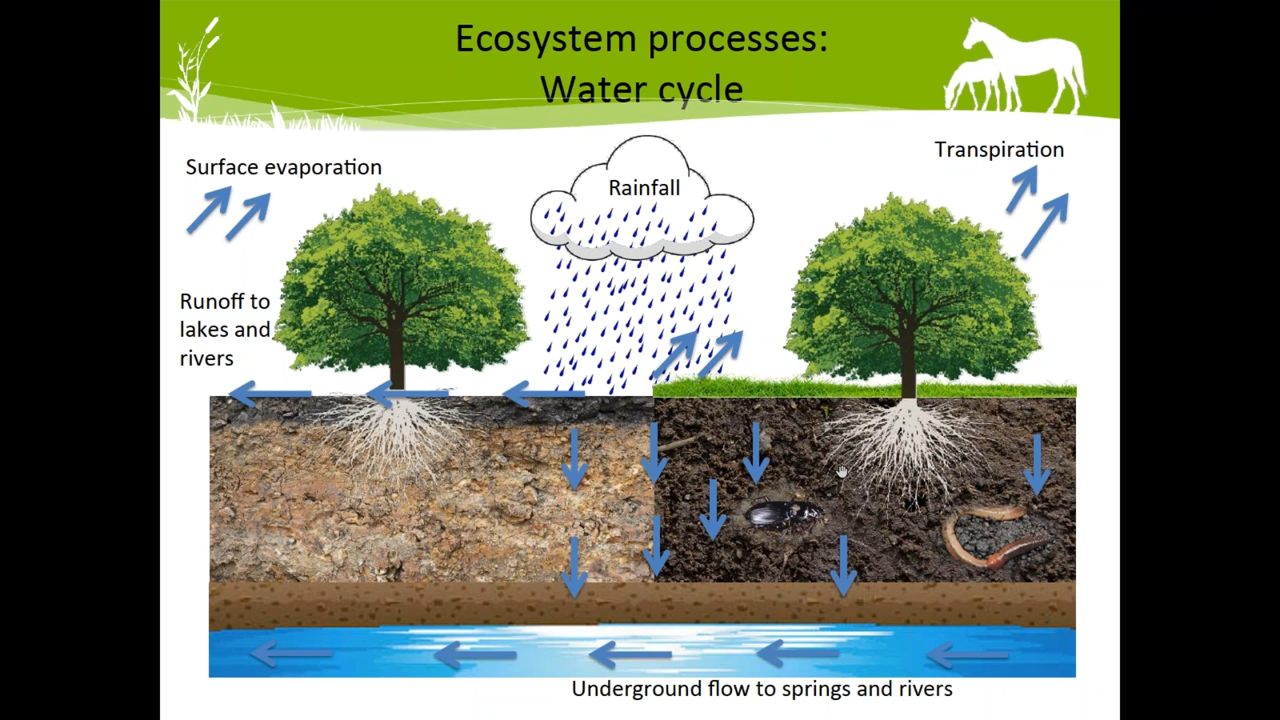 Ecosystem processes:
Water cycle
Surface evaporation
Rainfall
Transpiration
Runoff to
lakes and
rivers
Underground flow to springs and rivers